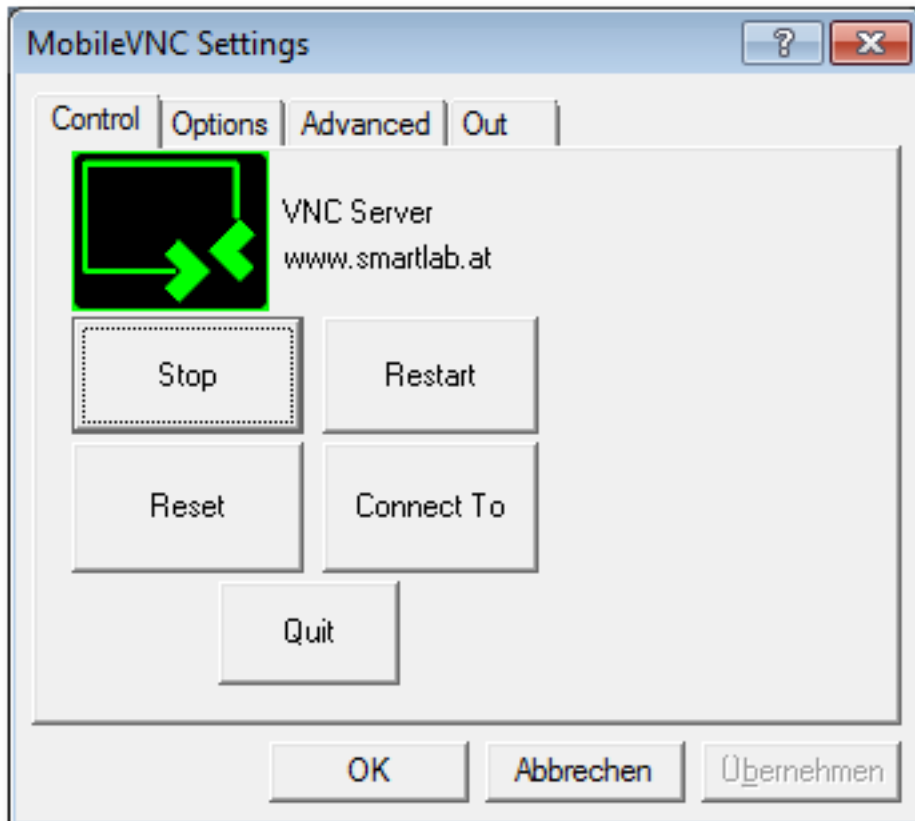 MobileVNC Settings
Control Options Advanced Out
VNC Server
www.smartlab.at
Stop Restart
Reset Connect To
Quit
OK Abbrechen Übernehmen